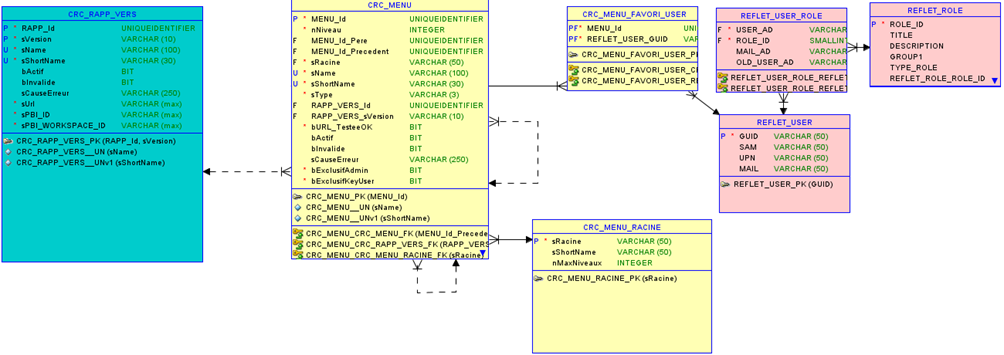 CRC_RAPP_VERS
P * RAPP_Id UNIQUEIDENTIFIER
P * sVersion VARCHAR (10)
U * sName VARCHAR (100)
U * sShortName VARCHAR (30)
bActif BIT
bInvalide BIT
sCauseErreur VARCHAR (250)
* sUrl VARCHAR (max)
* sPBI_ID VARCHAR (max)
* sPBI_WORKSPACE_ID VARCHAR (max)
CRC_RAPP_VERS_PK (RAPP_Id, sVersion)
CRC_RAPP_VERS__UN (sName)
CRC_RAPP_VERS__UNv1 (sShortName)
CRC_MENU
P * MENU_Id UNIQUEIDENTIFIER
* nNiveau INTEGER
F MENU_Id_Pere UNIQUEIDENTIFIER
F MENU_Id_Precedent UNIQUEIDENTIFIER
F * sRacine VARCHAR (50)
U * sName VARCHAR (100)
U * sShortName VARCHAR (30)
* sType VARCHAR (3)
F RAPP_VERS_Id UNIQUEIDENTIFIER
F RAPP_VERS_sVersion VARCHAR (10)
* bURL_TesteeOK BIT
bActif BIT
bInvalide BIT
sCauseErreur VARCHAR (250)
* bExclusifAdmin BIT
* bExclusifKeyUser BIT
CRC_MENU_PK (MENU_Id)
CRC_MENU__UN (sName)
CRC_MENU__UNv1 (sShortName)
CRC_MENU_CRC_MENU_FK (MENU_Id_Precede
CRC_MENU_CRC_RAPP_VERS_FK (RAPP_VERS
CRC_MENU_CRC_MENU_RACINE_FK (sRacine)
CRC_MENU_FAVORI_USER
PF* MENU_Id UNI
PF* REFLET_USER_GUID VAR
CRC_MENU_FAVORI_USER_PK
CRC_MENU_FAVORI_USER_CR
CRC_MENU_FAVORI_USER_RE
REFLET_USER_ROLE
F * USER_AD VARCHAR
F * ROLE_ID SMALLINT
MAIL_AD VARCHAR
OLD_USER_AD VARCHAR
REFLET_USER_ROLE_REFLET
REFLET_USER_ROLE_REFLET
REFLET_ROLE
P * ROLE_ID
TITLE
DESCRIPTION
GROUP1
TYPE_ROLE
REFLET_ROLE_ROLE_ID
REFLET_USER
P * GUID VARCHAR (50)
SAM VARCHAR (50)
UPN VARCHAR (50)
MAIL VARCHAR (50)
REFLET_USER_PK (GUID)
CRC_MENU_RACINE
P * sRacine VARCHAR (50)
sShortName VARCHAR (50)
nMaxNiveaux INTEGER
CRC_MENU_RACINE_PK (sRacine)